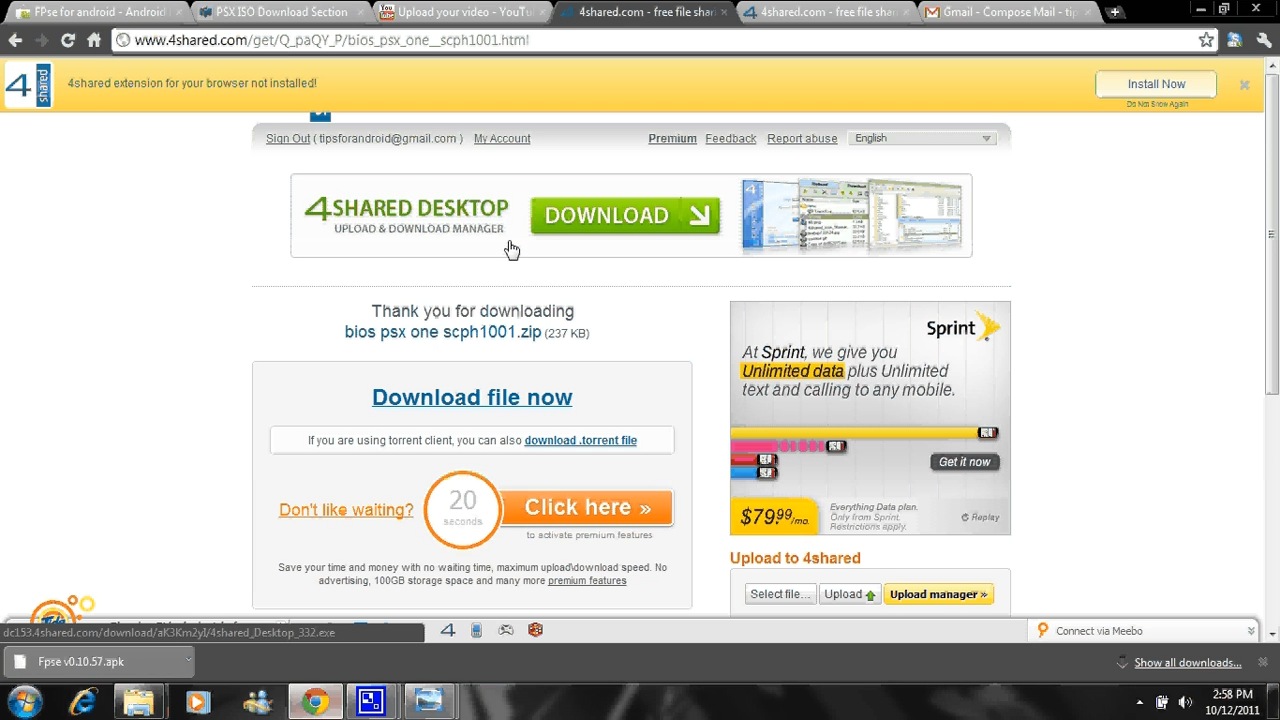 FPse for android - Android
PSX ISO Download Section
Upload your video - YouTu
4shared.com - free file shar
4shared.com - free file shar
Gmail - Compose Mail - tip
www.4shared.com/get/Q_paQY_P/bios_psx_one__scph1001.html
4 shared
4shared extension for your browser not installed!
Install Now
Do Not Show Again
Sign Out ( tipsforandroid@gmail.com ) My Account
Premium Feedback Report abuse English
4SHARED DESKTOP
UPLOAD & DOWNLOAD MANAGER
DOWNLOAD
Thank you for downloading
bios psx one scph1001.zip (237 KB)
Download file now
If you are using torrent client, you can also download .torrent file
Don't like waiting?
20
seconds
Click here »
to activate premium features
Save your time and money with no waiting time, maximum upload\download speed. No
advertising, 100GB storage space and many more premium features
Sprint
At Sprint, we give you
Unlimited data plus Unlimited
text and calling to any mobile.
Get it now
$79.99/mo.
Everything Data plan.
Only from Sprint.
Restrictions apply.
Replay
Upload to 4shared
Select file...
Upload
Upload manager »
dc153.4shared.com/download/aK3Km2yI/4shared_Desktop_332.exe
Connect via Meebo
Fpse v0.10.57.apk
Show all downloads...
2:58 PM
10/12/2011